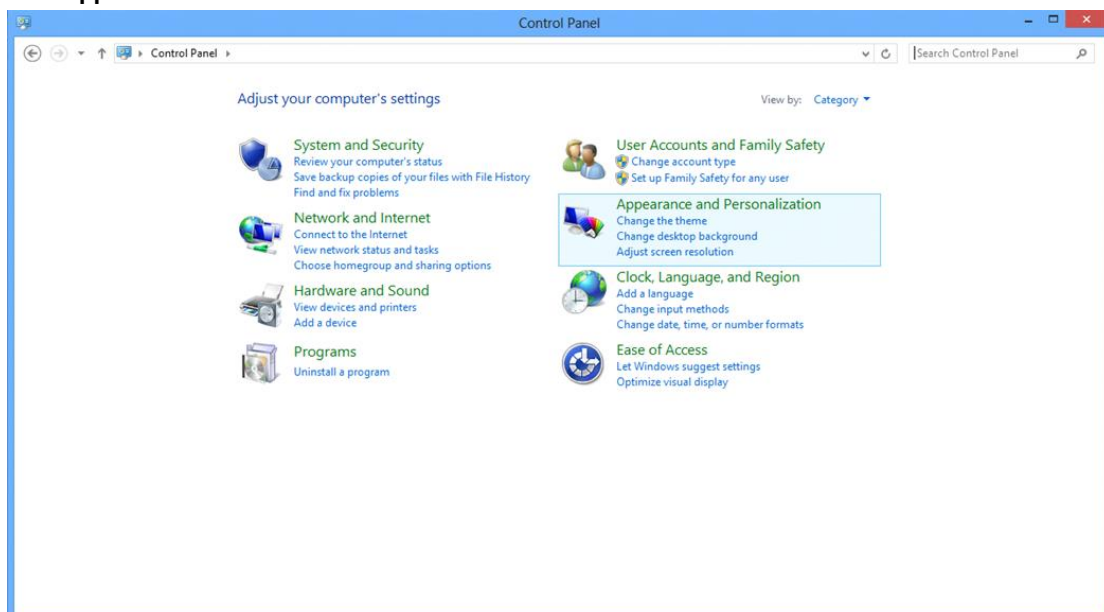 Control Panel
Control Panel
Search Control Panel
Adjust your computer's settings
View by: Category
System and Security
Review your computer's status
Save backup copies of your files with File History
Find and fix problems
Network and Internet
Connect to the Internet
View network status and tasks
Choose homegroup and sharing options
Hardware and Sound
View devices and printers
Add a device
Programs
Uninstall a program
User Accounts and Family Safety
Change account type
Set up Family Safety for any user
Appearance and Personalization
Change the theme
Change desktop background
Adjust screen resolution
Clock, Language, and Region
Add a language
Change input methods
Change date, time, or number formats
Ease of Access
Let Windows suggest settings
Optimize visual display